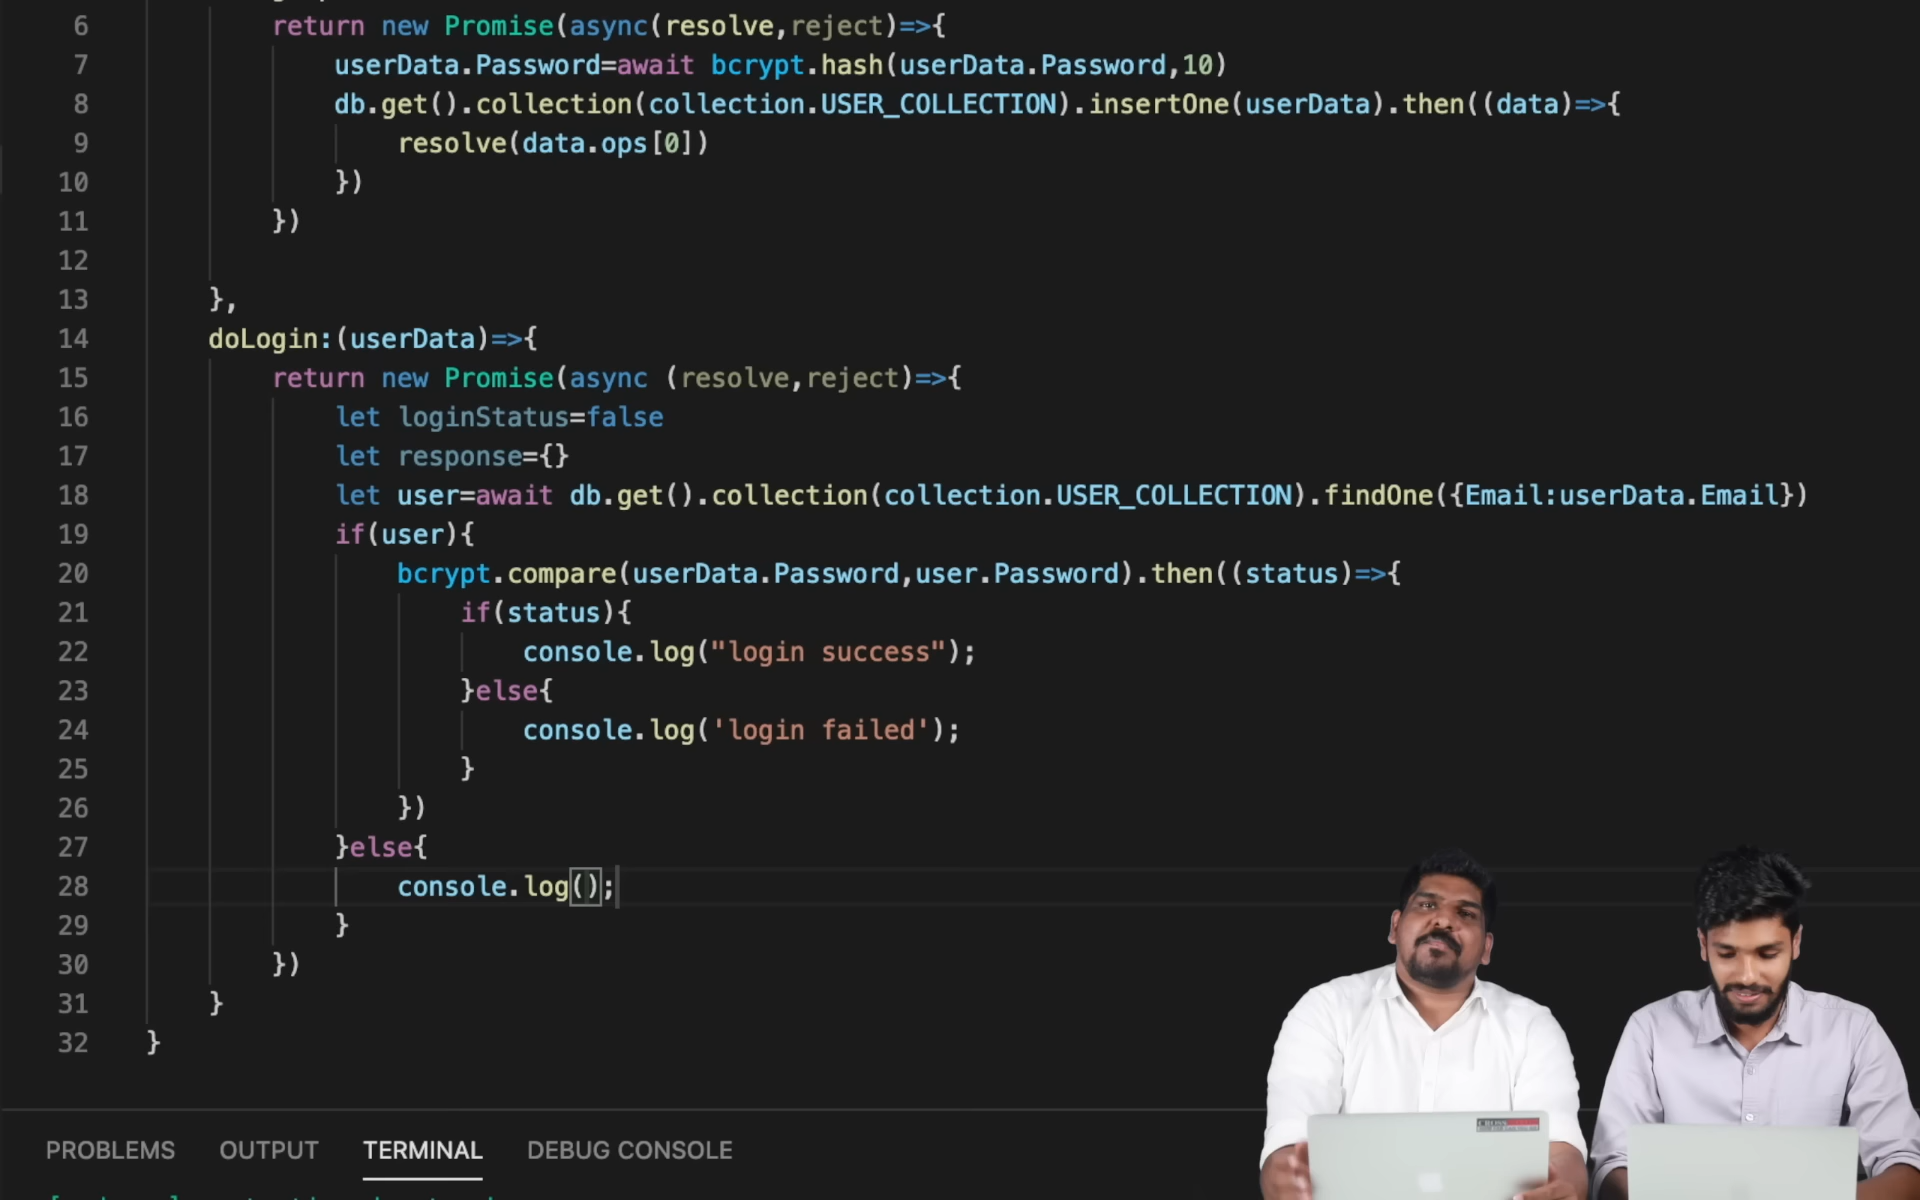 6 return new Promise(async(resolve,reject)=>{
7 userData.Password=await bcrypt.hash(userData.Password,10)
8 db.get().collection(collection.USER_COLLECTION).insertOne(userData).then((data)=>{
9 resolve(data.ops[0])
10 })
11 })
12
13 },
14 doLogin:(userData)=>{
15 return new Promise(async (resolve,reject)=>{
16 let loginStatus=false
17 let response={}
18 let user=await db.get().collection(collection.USER_COLLECTION).findOne({Email:userData.Email})
19 if(user){
20 bcrypt.compare(userData.Password,user.Password).then((status)=>{
21 if(status){
22 console.log("login success");
23 }else{
24 console.log('login failed');
25 }
26 })
27 }else{
28 console.log();
29 }
30 })
31 }
32 }
PROBLEMS OUTPUT TERMINAL DEBUG CONSOLE